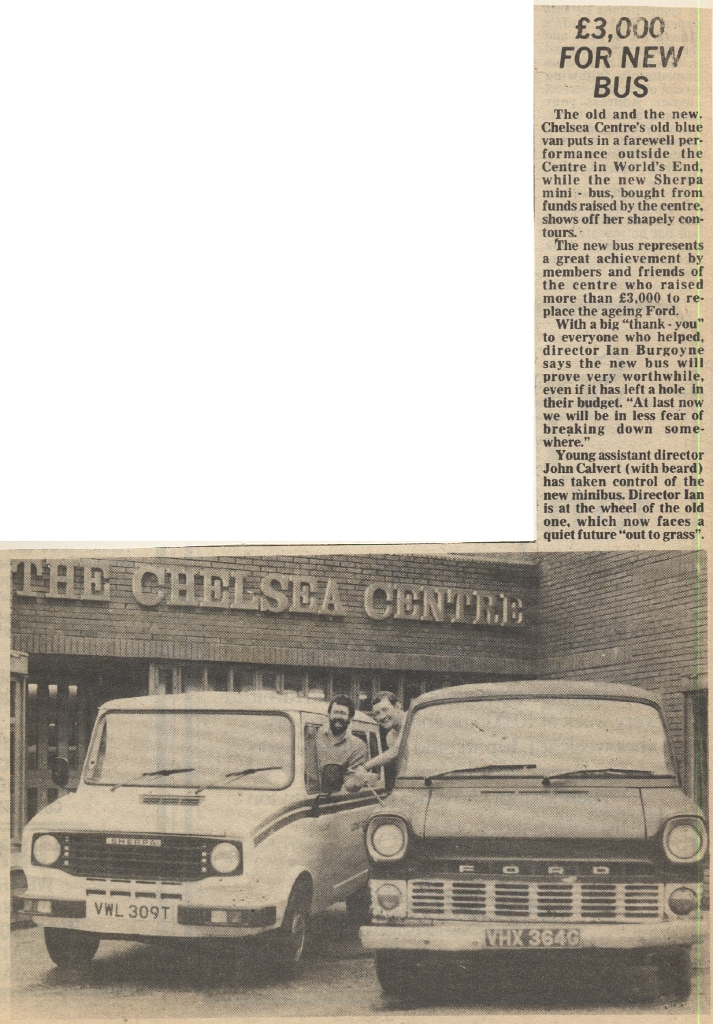 £3,000
FOR NEW
BUS
The old and the new.
Chelsea Centre's old blue
van puts in a farewell per-
formance outside the
Centre in World's End,
while the new Sherpa
mini - bus, bought from
funds raised by the centre,
shows off her shapely con-
tours.
The new bus represents
a great achievement by
members and friends of
the centre who raised
more than £3,000 to re-
place the ageing Ford.
With a big "thank - you"
to everyone who helped,
director Ian Burgoyne
says the new bus will
prove very worthwhile,
even if it has left a hole in
their budget. "At last now
we will be in less fear of
breaking down some-
where."
Young assistant director
John Calvert (with beard)
has taken control of the
new minibus. Director Ian
is at the wheel of the old
one, which now faces a
quiet future "out to grass".
THE CHELSEA CENTRE
SHERPA
FORD
VWL 309T
VHX 364G